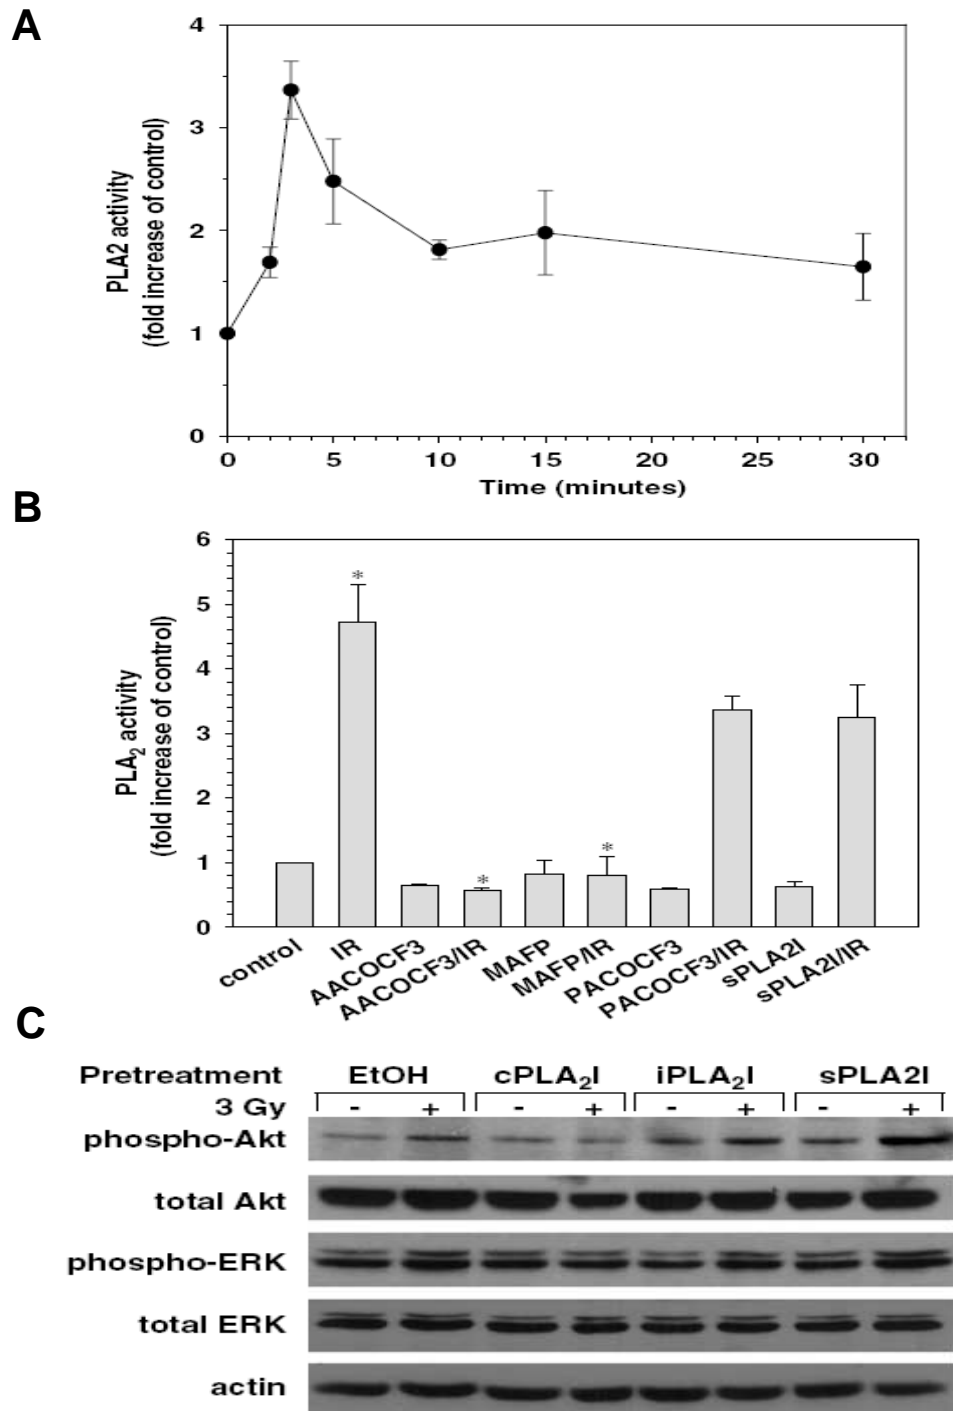 A
4
3
2
1
0
PLA2 activity
(fold increase of control)
0 5 10 15 20 25 30
Time (minutes)
B
6
5
4
3
2
1
0
PLA2 activity
(fold increase of control)
* * *
control IR AACOCF3 AACOCF3/IR MAFP MAFP/IR PACOCF3 PACOCF3/IR sPLA2I sPLA2I/IR
C
Pretreatment EtOH cPLA2I iPLA2I sPLA2I
3 Gy - + - + - + - +
phospho-Akt
total Akt
phospho-ERK
total ERK
actin